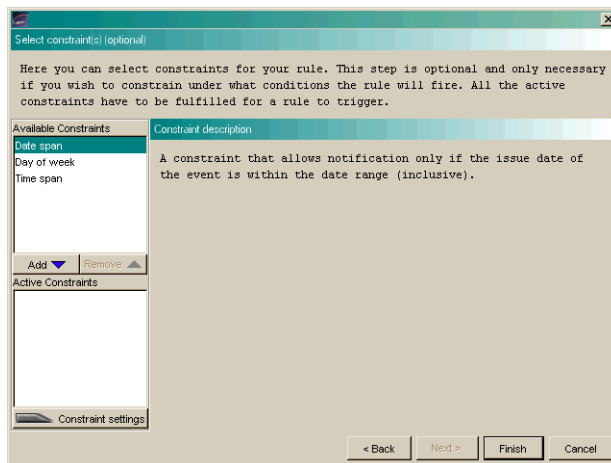 Select constraint(s) (optional)
Here you can select constraints for your rule. This step is optional and only necessary
if you wish to constrain under what conditions the rule will fire. All the active
constraints have to be fulfilled for a rule to trigger.
Available Constraints
Date span
Day of week
Time span
Add
Remove
Active Constraints
Constraint settings
Constraint description
A constraint that allows notification only if the issue date of
the event is within the date range (inclusive).
< Back
Next >
Finish
Cancel